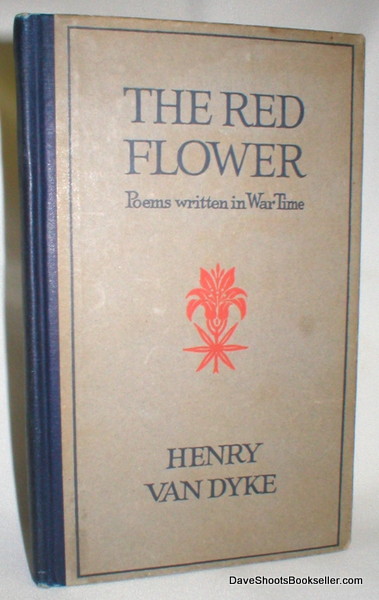 THE RED
FLOWER
Poems written in War Time
HENRY
VAN DYKE
DaveShootsBookseller.com